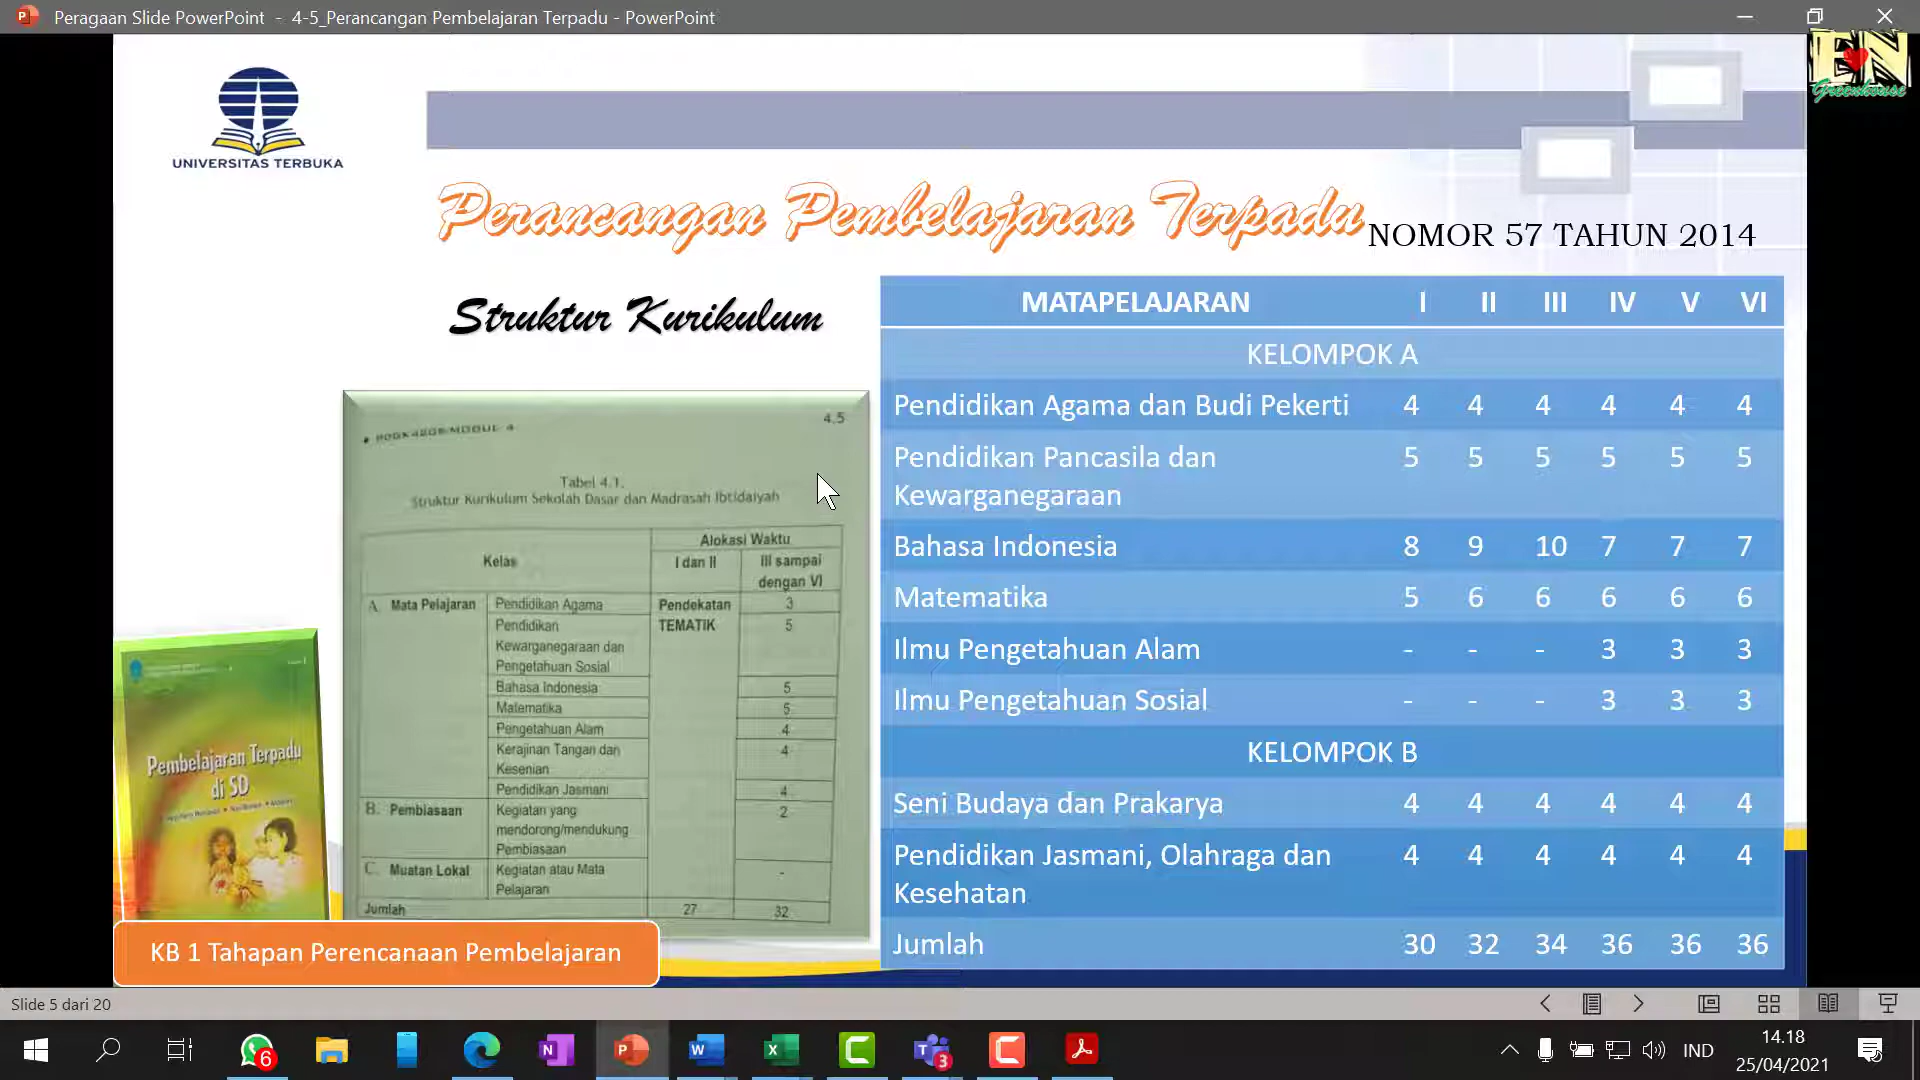 Peragaan Slide PowerPoint - 4-5_Perancangan Pembelajaran Terpadu - PowerPoint
EN
Greenhouse
UNIVERSITAS TERBUKA
Perancangan Pembelajaran Terpadu
NOMOR 57 TAHUN 2014
Struktur Kurikulum
4.5
MODUL 4
Tabel 4.1.
Struktur Kurikulum Sekolah Dasar dan Madrasah Ibtidaiyah
Kelas
Alokasi Waktu
I dan II
III sampai
dengan VI
A. Mata Pelajaran Pendidikan Agama Pendekatan 3
Pendidikan TEMATIK 5
Kewarganegaraan dan
Pengetahuan Sosial
Bahasa Indonesia 5
Matematika 5
Pengetahuan Alam 4
Kerajinan Tangan dan 4
Kesenian
Pendidikan Jasmani 4
B. Pembiasaan Kegiatan yang 2
mendorong/mendukung
Pembiasaan
C. Muatan Lokal Kegiatan atau Mata -
Pelajaran
Jumlah 27 32
MATAPELAJARAN I II III IV V VI
KELOMPOK A
Pendidikan Agama dan Budi Pekerti 4 4 4 4 4 4
Pendidikan Pancasila dan 5 5 5 5 5 5
Kewarganegaraan
Bahasa Indonesia 8 9 10 7 7 7
Matematika 5 6 6 6 6 6
Ilmu Pengetahuan Alam - - - 3 3 3
Ilmu Pengetahuan Sosial - - - 3 3 3
KELOMPOK B
Seni Budaya dan Prakarya 4 4 4 4 4 4
Pendidikan Jasmani, Olahraga dan 4 4 4 4 4 4
Kesehatan
Jumlah 30 32 34 36 36 36
Pembelajaran Terpadu
di SD
KB 1 Tahapan Perencanaan Pembelajaran
Slide 5 dari 20
6
N
P
W
X
T
3
IND
14.18
25/04/2021